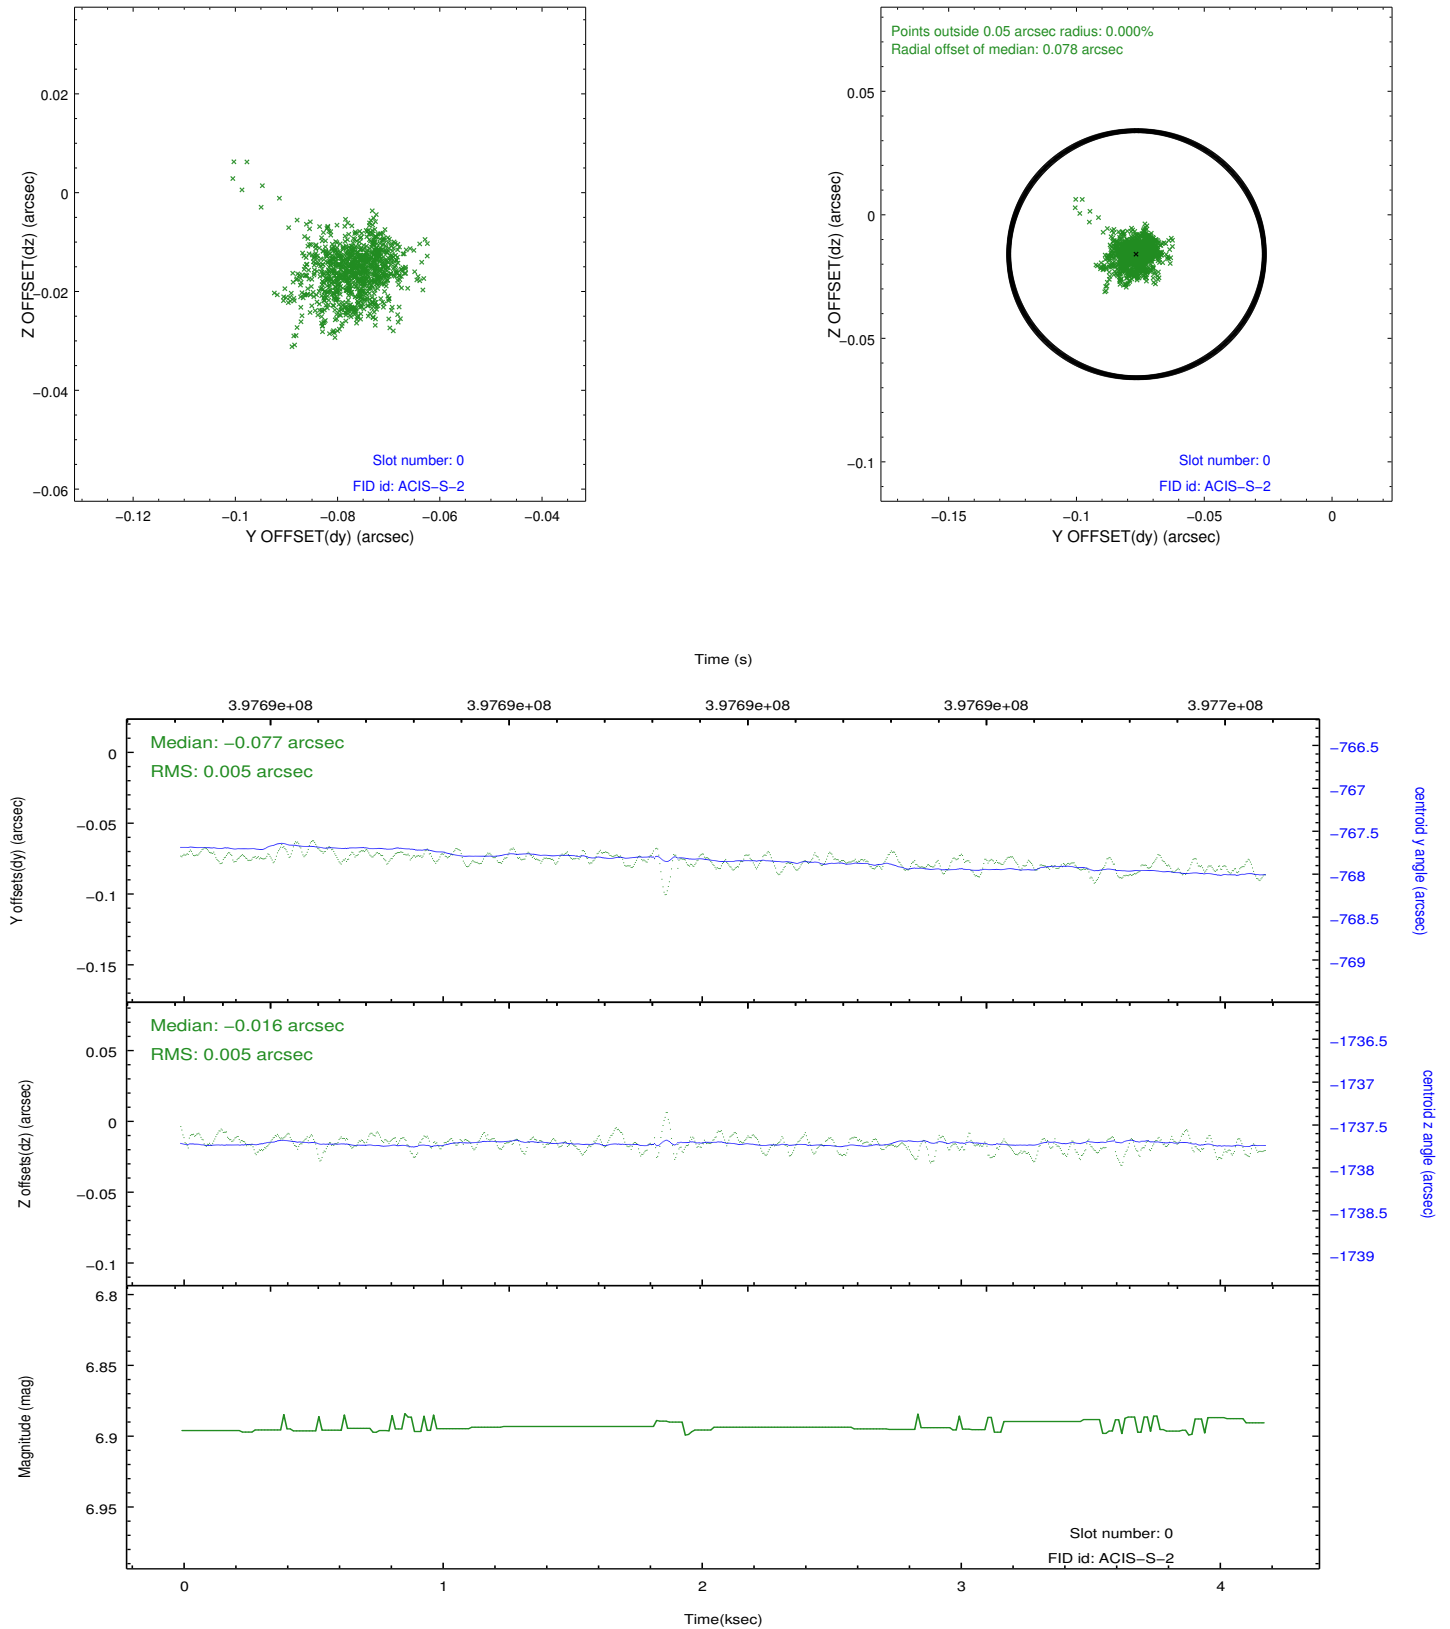 0.02
0
−0.02
−0.04
−0.06
Z OFFSET(dz) (arcsec)
−0.12
−0.1
−0.08
−0.06
−0.04
Y OFFSET(dy) (arcsec)
Slot number: 0
FID id: ACIS−S−2
Points outside 0.05 arcsec radius: 0.000%
Radial offset of median: 0.078 arcsec
0.05
0
−0.05
−0.1
Z OFFSET(dz) (arcsec)
Slot number: 0
FID id: ACIS−S−2
−0.15
−0.1
−0.05
0
Y OFFSET(dy) (arcsec)
Time (s)
3.9769e+08
3.9769e+08
3.9769e+08
3.9769e+08
3.977e+08
Median: −0.077 arcsec
RMS: 0.005 arcsec
0
−0.05
−0.1
−0.15
Y offsets(dy) (arcsec)
−766.5
−767
−767.5
−768
−768.5
−769
centroid y angle (arcsec)
Median: −0.016 arcsec
RMS: 0.005 arcsec
0.05
0
−0.05
−0.1
Z offsets(dz) (arcsec)
−1736.5
−1737
−1737.5
−1738
−1738.5
−1739
centroid z angle (arcsec)
6.8
6.85
6.9
6.95
Magnitude (mag)
Slot number: 0
FID id: ACIS−S−2
0
1
2
3
4
Time(ksec)